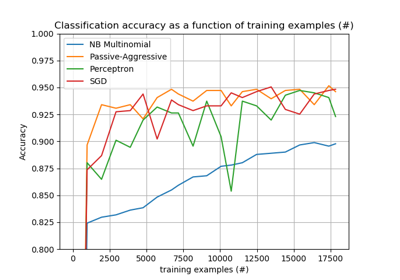 Classification accuracy as a function of training examples (#)
1.000
0.975
0.950
0.925
0.900
0.875
0.850
0.825
0.800
Accuracy
NB Multinomial
Passive-Aggressive
Perceptron
SGD
0 2500 5000 7500 10000 12500 15000 17500
training examples (#)